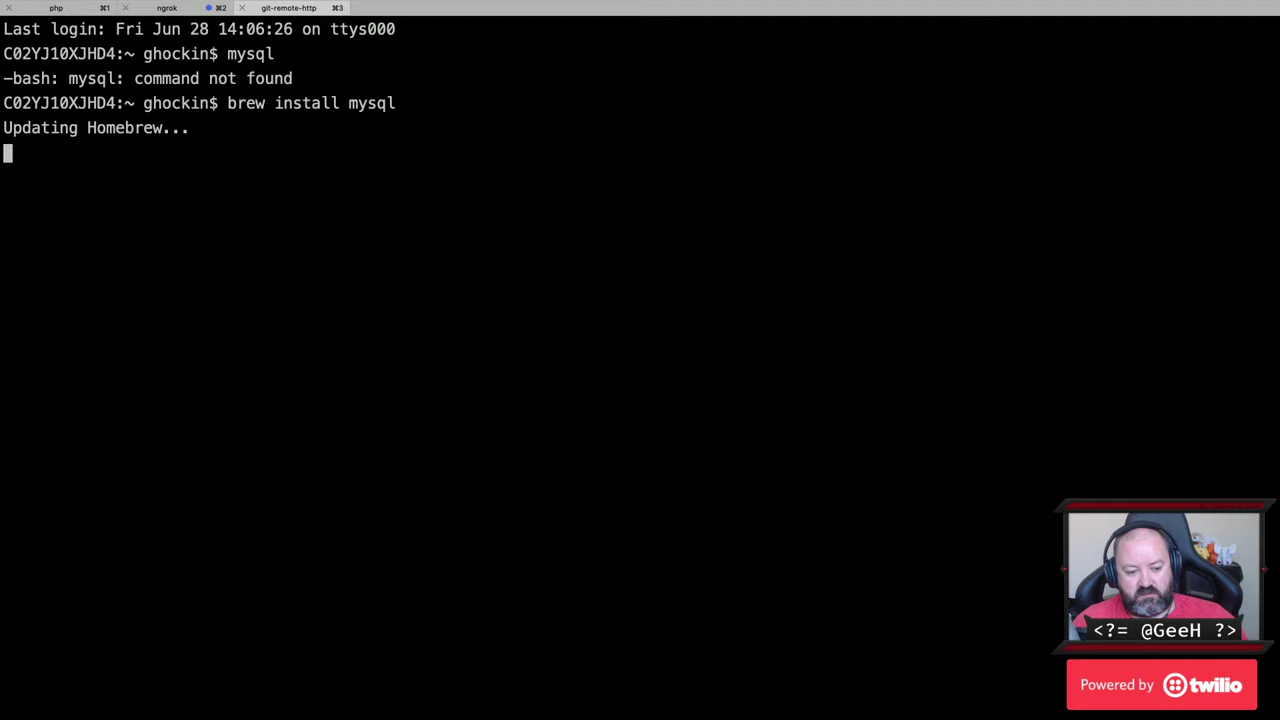 php ⌘1 ngrok ⌘2 git-remote-http ⌘3
Last login: Fri Jun 28 14:06:26 on ttys000
C02YJ10XJHD4:~ ghockin$ mysql
-bash: mysql: command not found
C02YJ10XJHD4:~ ghockin$ brew install mysql
Updating Homebrew...
<?= @GeeH ?>
Powered by twilio